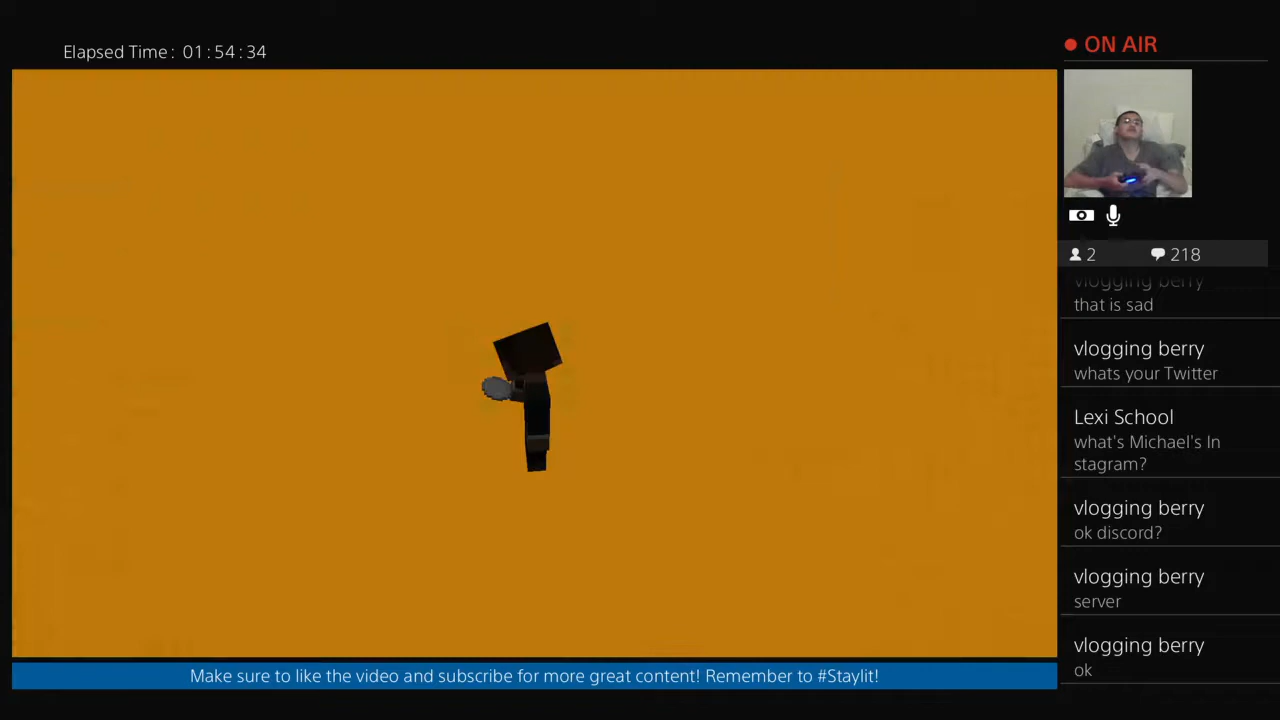 Elapsed Time: 01:54:34
ON AIR
2
218
vlogging berry
that is sad
vlogging berry
whats your Twitter
Lexi School
what's Michael's In
stagram?
vlogging berry
ok discord?
vlogging berry
server
vlogging berry
ok
Make sure to like the video and subscribe for more great content! Remember to #Staylit!